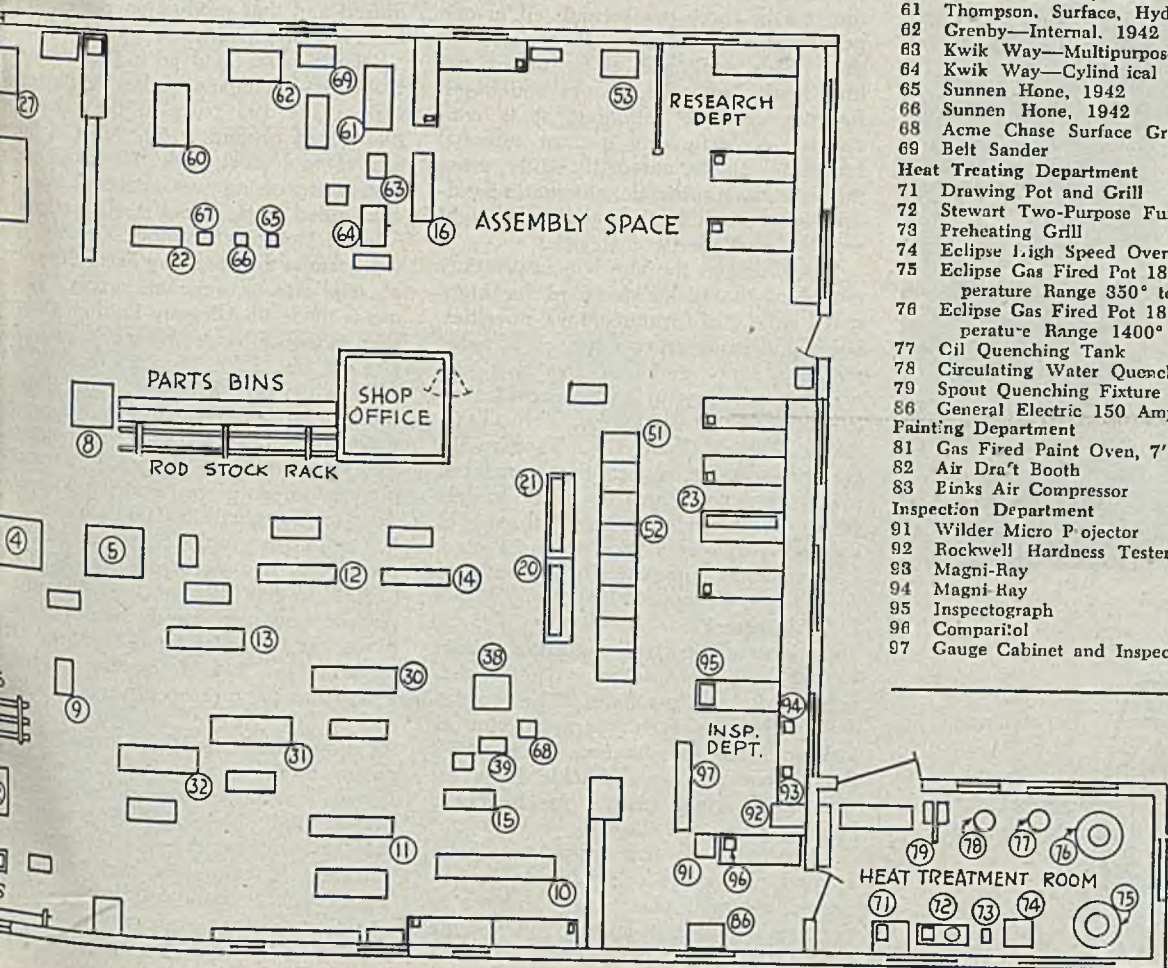 61 Thompson, Surface, Hyd
62 Grenby—Internal. 1942
63 Kwik Way—Multipurpos
64 Kwik Way—Cylind ical
65 Sunnen Hone, 1942
66 Sunnen Hone, 1942
68 Acme Chase Surface Gr
69 Belt Sander
Heat Treating Department
71 Drawing Pot and Grill
72 Stewart Two-Purpose Fu
73 Preheating Grill
74 Eclipse High Speed Over
75 Eclipse Gas Fired Pot 18
perature Range 350° to
76 Eclipse Gas Fired Pot 18
perature Range 1400°
77 Oil Quenching Tank
78 Circulating Water Quench
79 Spout Quenching Fixture
86 General Electric 150 Am
Painting Department
81 Gas Fired Paint Oven, 7'
82 Air Draft Booth
83 Binks Air Compressor
Inspection Department
91 Wilder Micro P ojector
92 Rockwell Hardness Tester
93 Magni-Ray
94 Magni-Ray
95 Inspectograph
96 Comparitol
97 Gauge Cabinet and Inspec
27
62
69
61
60
53
RESEARCH
DEPT
63
64
16
ASSEMBLY SPACE
67
65
22
66
PARTS BINS
SHOP
OFFICE
8
ROD STOCK RACK
51
21
23
52
4
5
12
14
20
13
38
30
95
94
9
INSP.
DEPT.
31
68
39
97
32
93
15
92
11
10
91
96
86
79
78
77
76
HEAT TREATMENT ROOM
71
72
73
74
75